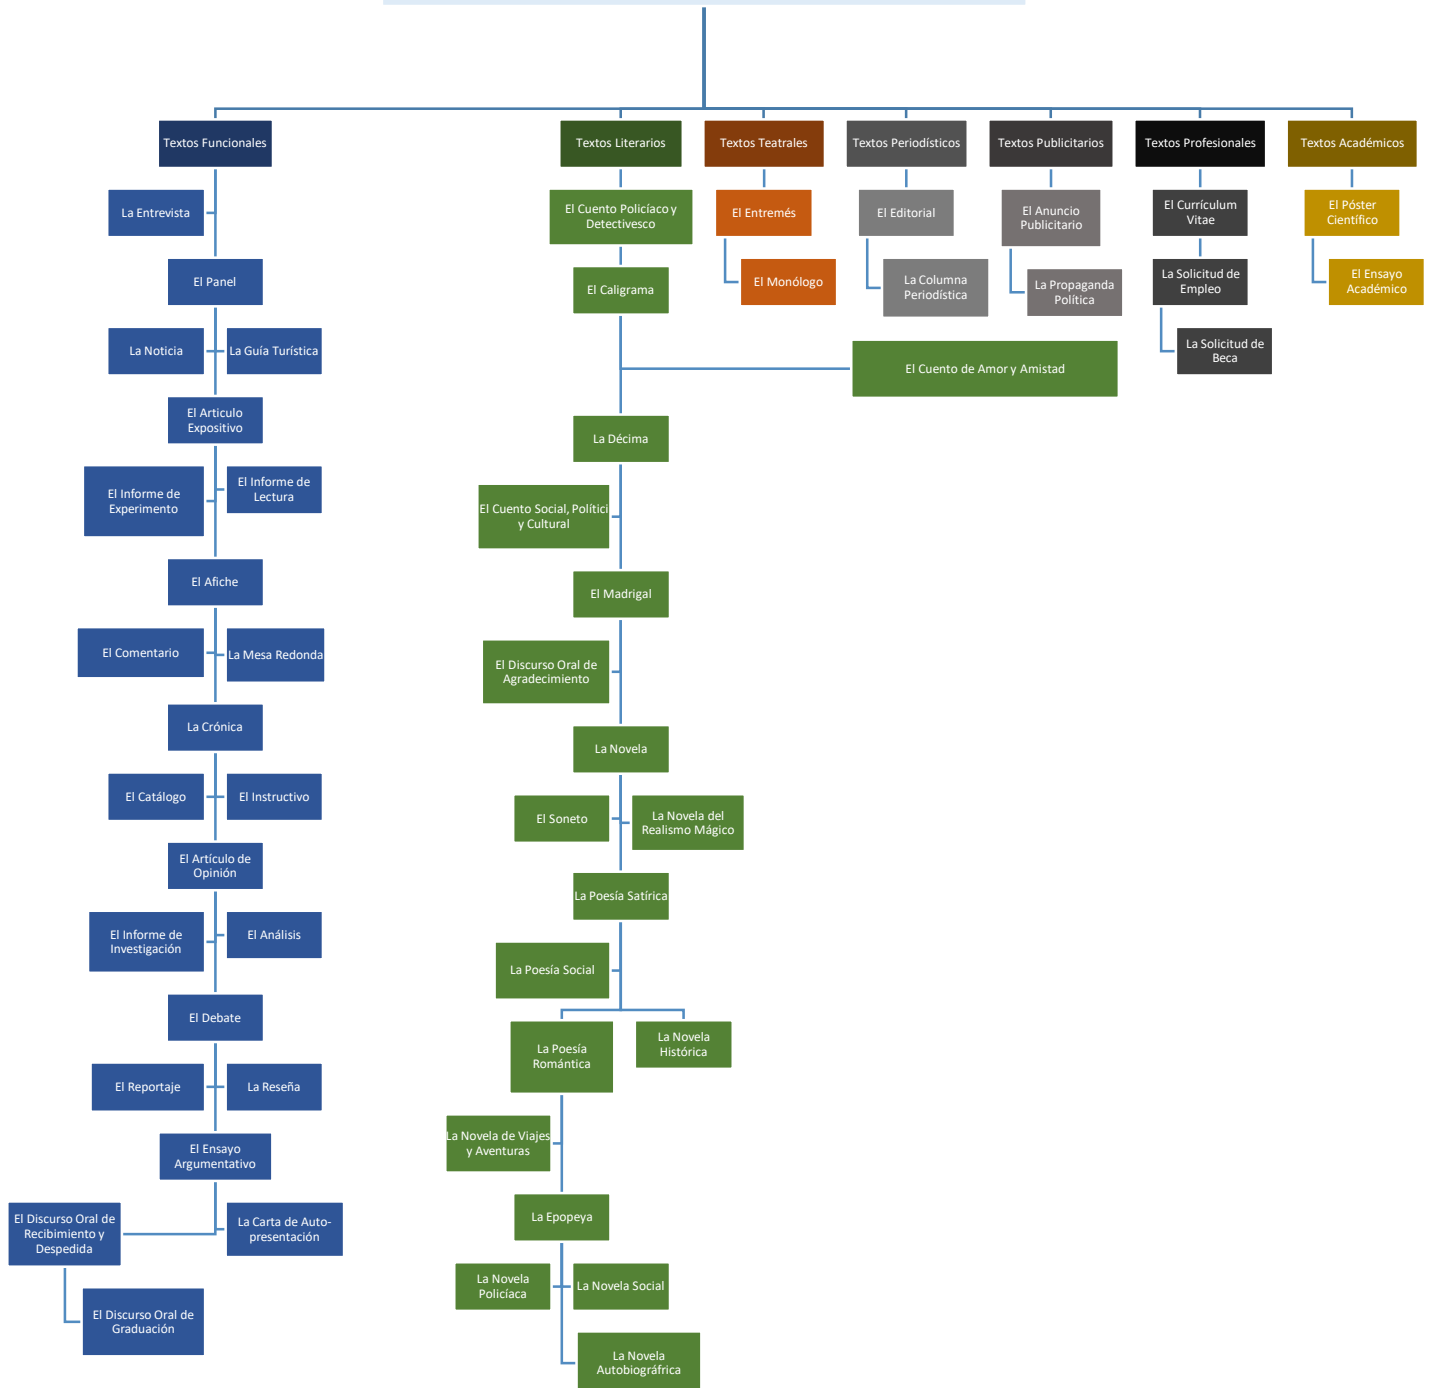 Textos Funcionales
Textos Literarios
Textos Teatrales
Textos Periodísticos
Textos Publicitarios
Textos Profesionales
Textos Académicos
La Entrevista
El Panel
La Noticia
La Guía Turística
El Articulo
Expositivo
El Informe de
Experimento
El Informe de
Lectura
El Afiche
El Comentario
La Mesa Redonda
La Crónica
El Catálogo
El Instructivo
El Artículo de
Opinión
El Informe de
Investigación
El Análisis
El Debate
El Reportaje
La Reseña
El Ensayo
Argumentativo
El Discurso Oral de
Recibimiento y
Despedida
La Carta de Auto-
presentación
El Discurso Oral de
Graduación
El Cuento Policíaco y
Detectivesco
El Caligrama
El Cuento de Amor y Amistad
La Décima
El Cuento Social, Polític
y Cultural
El Madrigal
El Discurso Oral de
Agradecimiento
La Novela
El Soneto
La Novela del
Realismo Mágico
La Poesía Satírica
La Poesía Social
La Poesía
Romántica
La Novela
Histórica
La Novela de Viajes
y Aventuras
La Epopeya
La Novela
Policíaca
La Novela Social
La Novela
Autobiográfrica
El Entremés
El Monólogo
El Editorial
La Columna
Periodística
El Anuncio
Publicitario
La Propaganda
Política
El Currículum
Vitae
La Solicitud de
Empleo
La Solicitud de
Beca
El Póster
Científico
El Ensayo
Académico